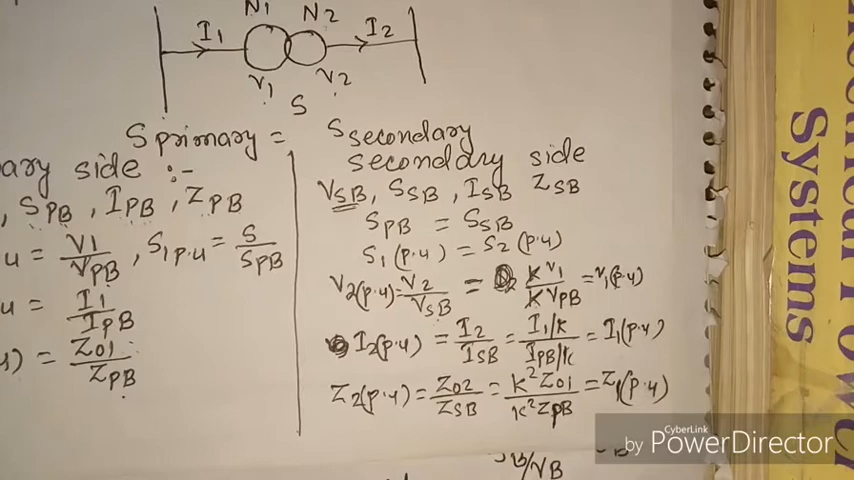 N1 N2
I1 I2
V1 V2
S
S primary = S secondary
ary side :-
, SPB, IPB, ZPB
u = V1/VPB, S1 p.u = S/SPB
u = I1/IPB
) = Z01/ZPB
secondary side
VSB, SSB, ISB ZSB
SPB = SSB
S1(p.u) = S2(p.u)
V2(p.u) = V2/VSB = KV1/KVPB = V1(p.u)
I2(p.u) = I2/ISB = I1/K/IPB/K = I1(p.u)
Z2(p.u) = Z02/ZSB = K²Z01/K²ZPB = Z1(p.u)
B/VB
Systems
Power
CyberLink
by PowerDirector